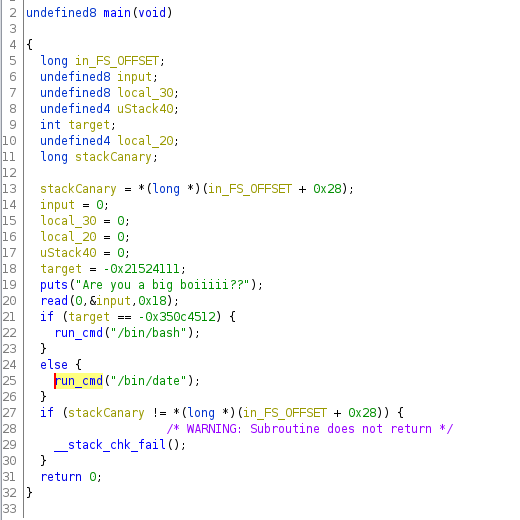 2 undefined8 main(void)
3
4 {
5 long in_FS_OFFSET;
6 undefined8 input;
7 undefined8 local_30;
8 undefined4 uStack40;
9 int target;
10 undefined4 local_20;
11 long stackCanary;
12
13 stackCanary = *(long *)(in_FS_OFFSET + 0x28);
14 input = 0;
15 local_30 = 0;
16 local_20 = 0;
17 uStack40 = 0;
18 target = -0x21524111;
19 puts("Are you a big boiiiii??");
20 read(0,&input,0x18);
21 if (target == -0x350c4512) {
22 run_cmd("/bin/bash");
23 }
24 else {
25 run_cmd("/bin/date");
26 }
27 if (stackCanary != *(long *)(in_FS_OFFSET + 0x28)) {
28 /* WARNING: Subroutine does not return */
29 __stack_chk_fail();
30 }
31 return 0;
32 }
33